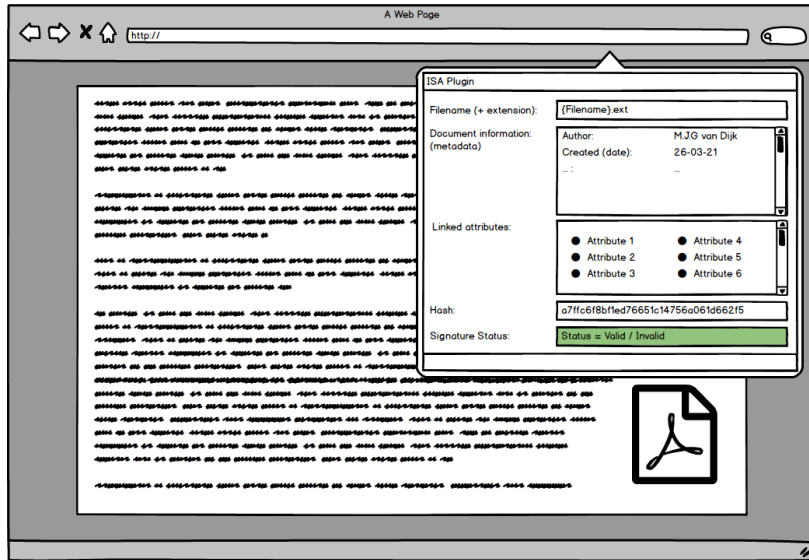 A Web Page
http://
ISA Plugin
Filename (+ extension): {Filename}.ext
Document information: (metadata)
Author: M.JG van Dijk
Created (date): 26-03-21
... : ...
Linked attributes:
Attribute 1 Attribute 4
Attribute 2 Attribute 5
Attribute 3 Attribute 6
Hash: a7ffc6f8bf1ed76651c14756a061d662f5
Signature Status: Status = Valid / Invalid